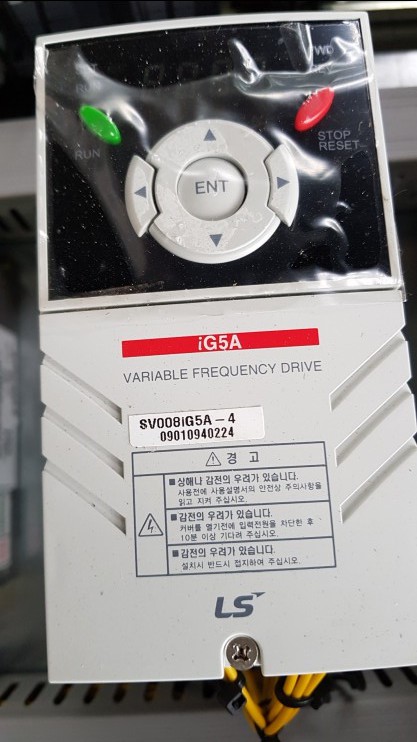 FWD
RUN
STOP
RESET
ENT
iG5A
VARIABLE FREQUENCY DRIVE
SV008iG5A-4
09010940224
경 고
■상해나 감전의 우려가 있습니다.
사용전에 사용설명서의 안전상 주의사항을
읽고 지켜 주십시오.
■감전의 우려가 있습니다.
커버를 열기전에 입력전원을 차단한 후
10분 이상 기다려 주십시오.
■감전의 우려가 있습니다.
설치시 반드시 접지하여 주십시오.
LS